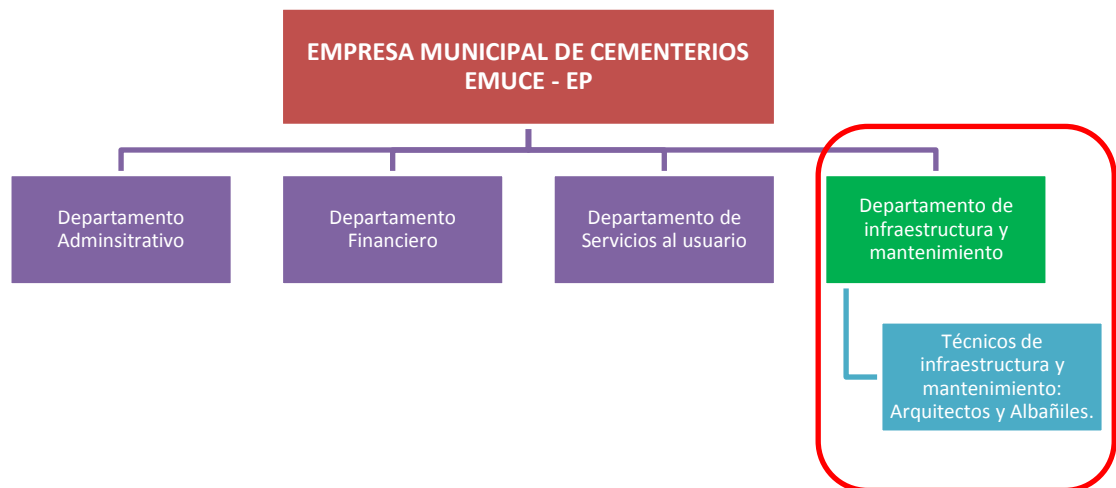 EMPRESA MUNICIPAL DE CEMENTERIOS
EMUCE - EP
Departamento
Adminsitrativo
Departamento
Financiero
Departamento de
Servicios al usuario
Departamento de
infraestructura y
mantenimiento
Técnicos de
infraestructura y
mantenimiento:
Arquitectos y Albañiles.